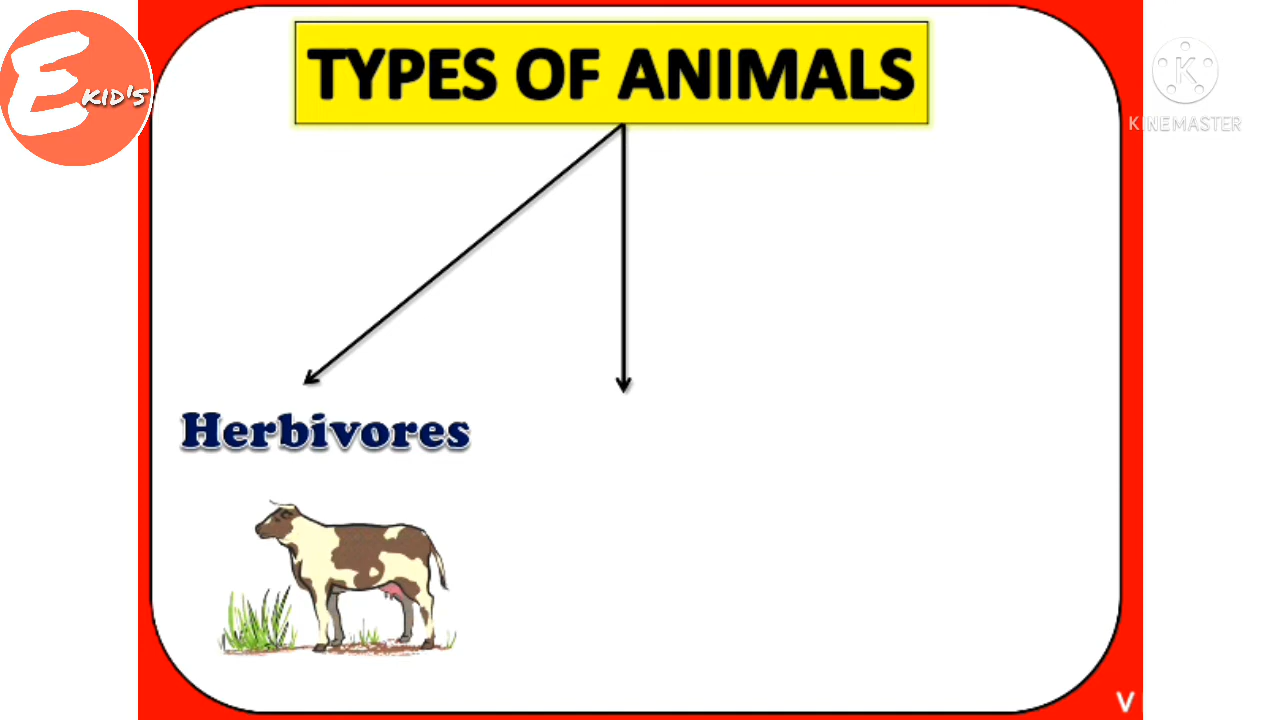 E KID'S
TYPES OF ANIMALS
K
KINEMASTER
Herbivores
V